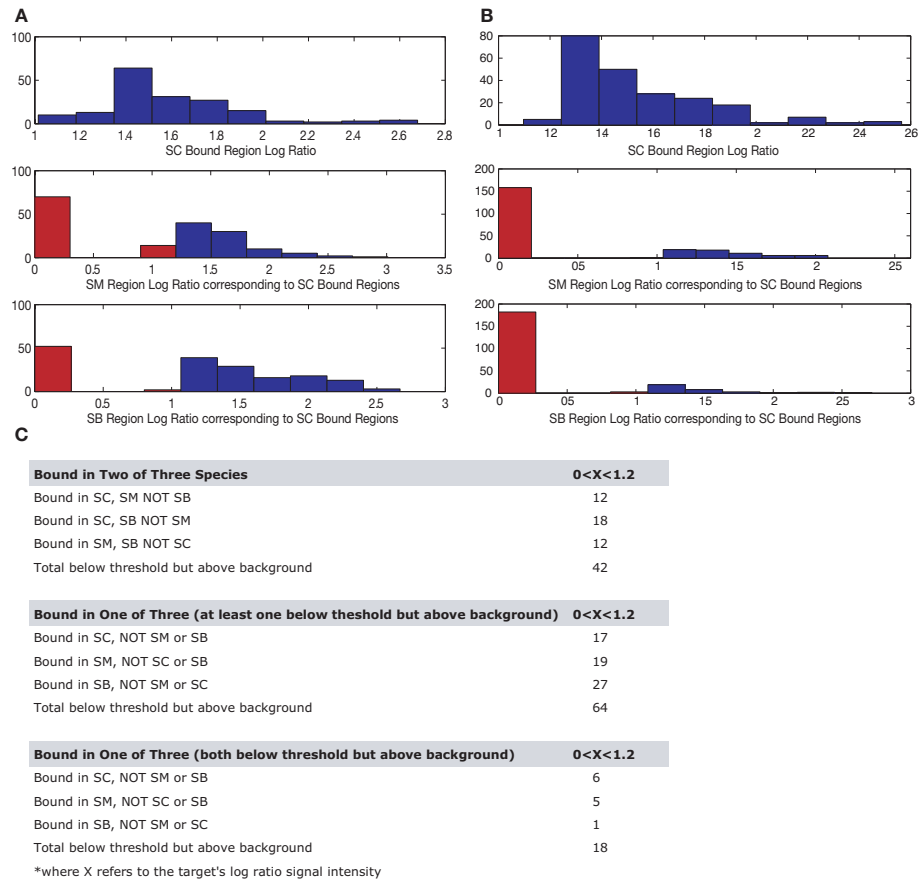 A
B
100
50
0
1 1.2 1.4 1.6 1.8 2 2.2 2.4 2.6 2.8
SC Bound Region Log Ratio
80
60
40
20
0
1 12 14 16 18 2 22 24 26
SC Bound Region Log Ratio
100
50
0
0 0.5 1 1.5 2 2.5 3 3.5
SM Region Log Ratio corresponding to SC Bound Regions
200
150
100
50
0
0 05 1 15 2 25
SM Region Log Ratio corresponding to SC Bound Regions
100
50
0
0 0.5 1 1.5 2 2.5 3
SB Region Log Ratio corresponding to SC Bound Regions
200
150
100
50
0
0 05 1 15 2 25 3
SB Region Log Ratio corresponding to SC Bound Regions
C
Bound in Two of Three Species 0<X<1.2
Bound in SC, SM NOT SB 12
Bound in SC, SB NOT SM 18
Bound in SM, SB NOT SC 12
Total below threshold but above background 42
Bound in One of Three (at least one below theshold but above background) 0<X<1.2
Bound in SC, NOT SM or SB 17
Bound in SM, NOT SC or SB 19
Bound in SB, NOT SM or SC 27
Total below threshold but above background 64
Bound in One of Three (both below threshold but above background) 0<X<1.2
Bound in SC, NOT SM or SB 6
Bound in SM, NOT SC or SB 5
Bound in SB, NOT SM or SC 1
Total below threshold but above background 18
*where X refers to the target's log ratio signal intensity